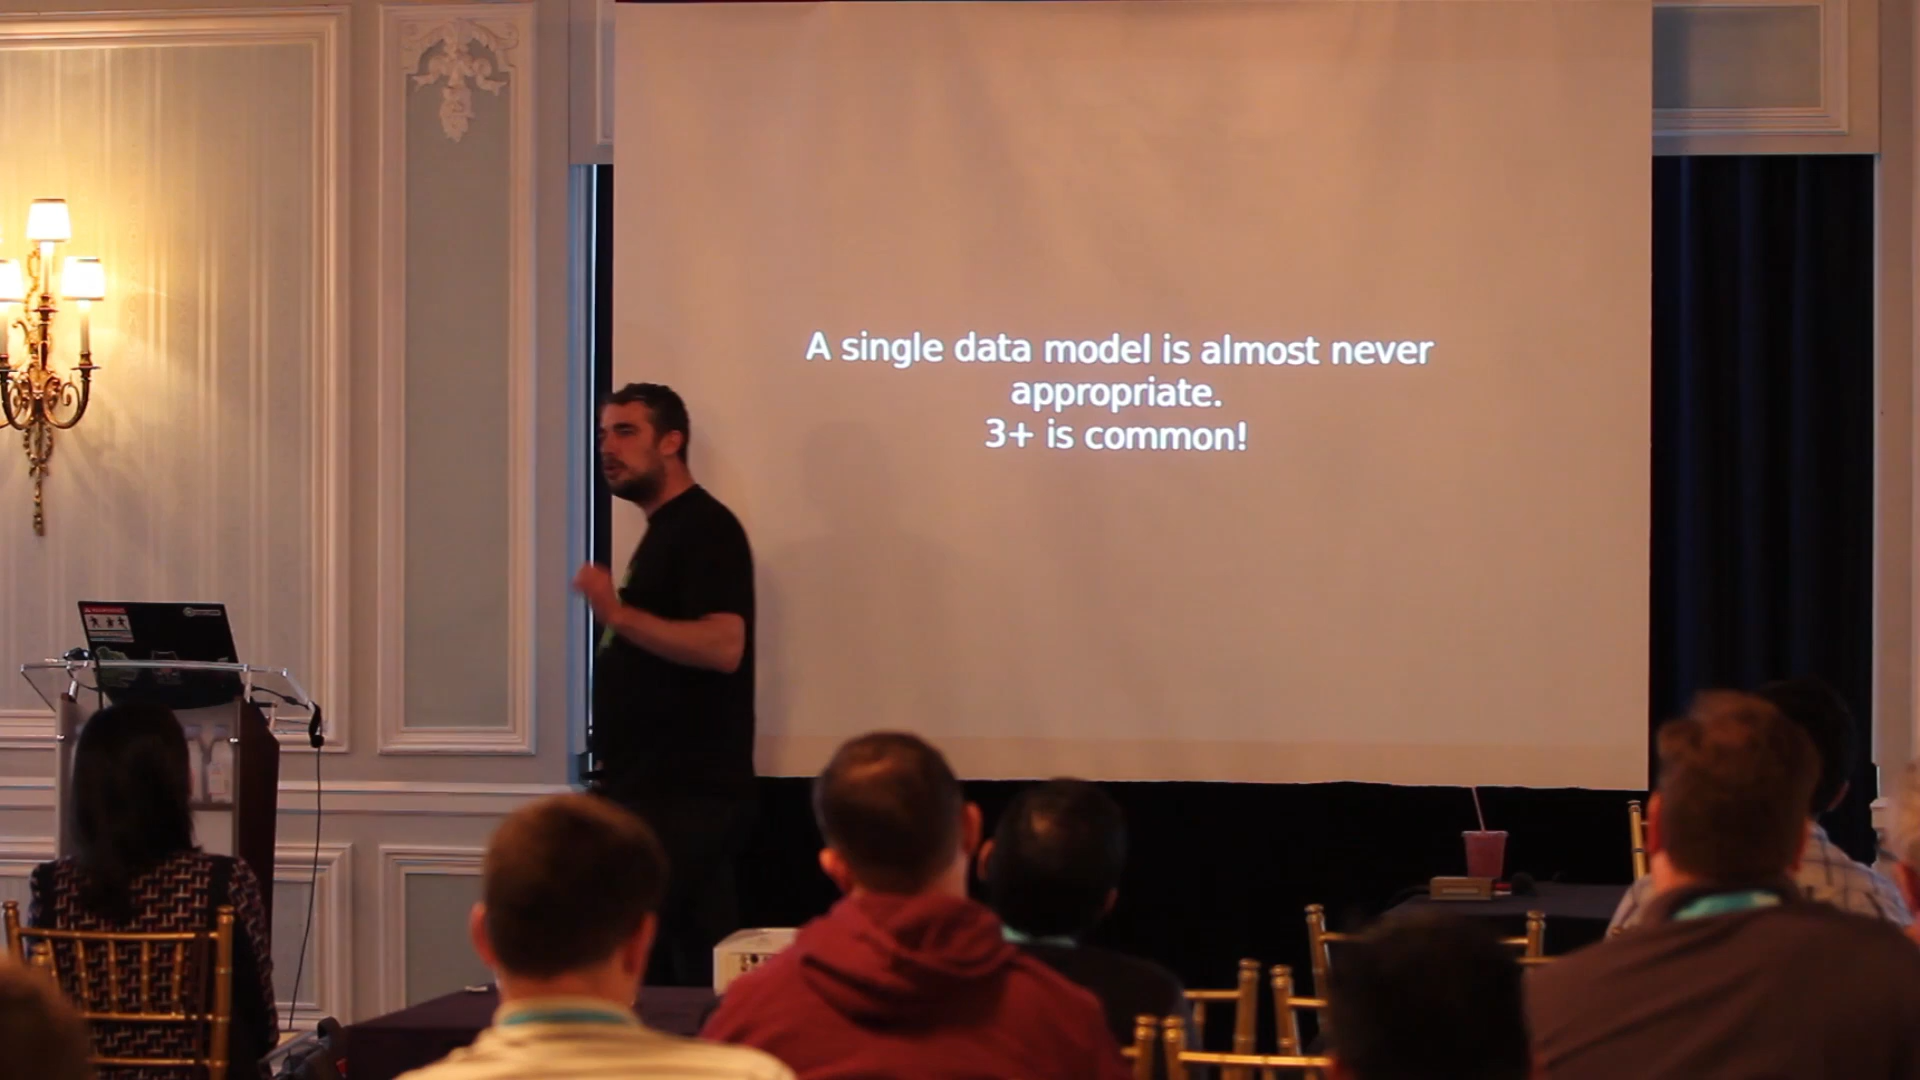 A single data model is almost never
appropriate.
3+ is common!